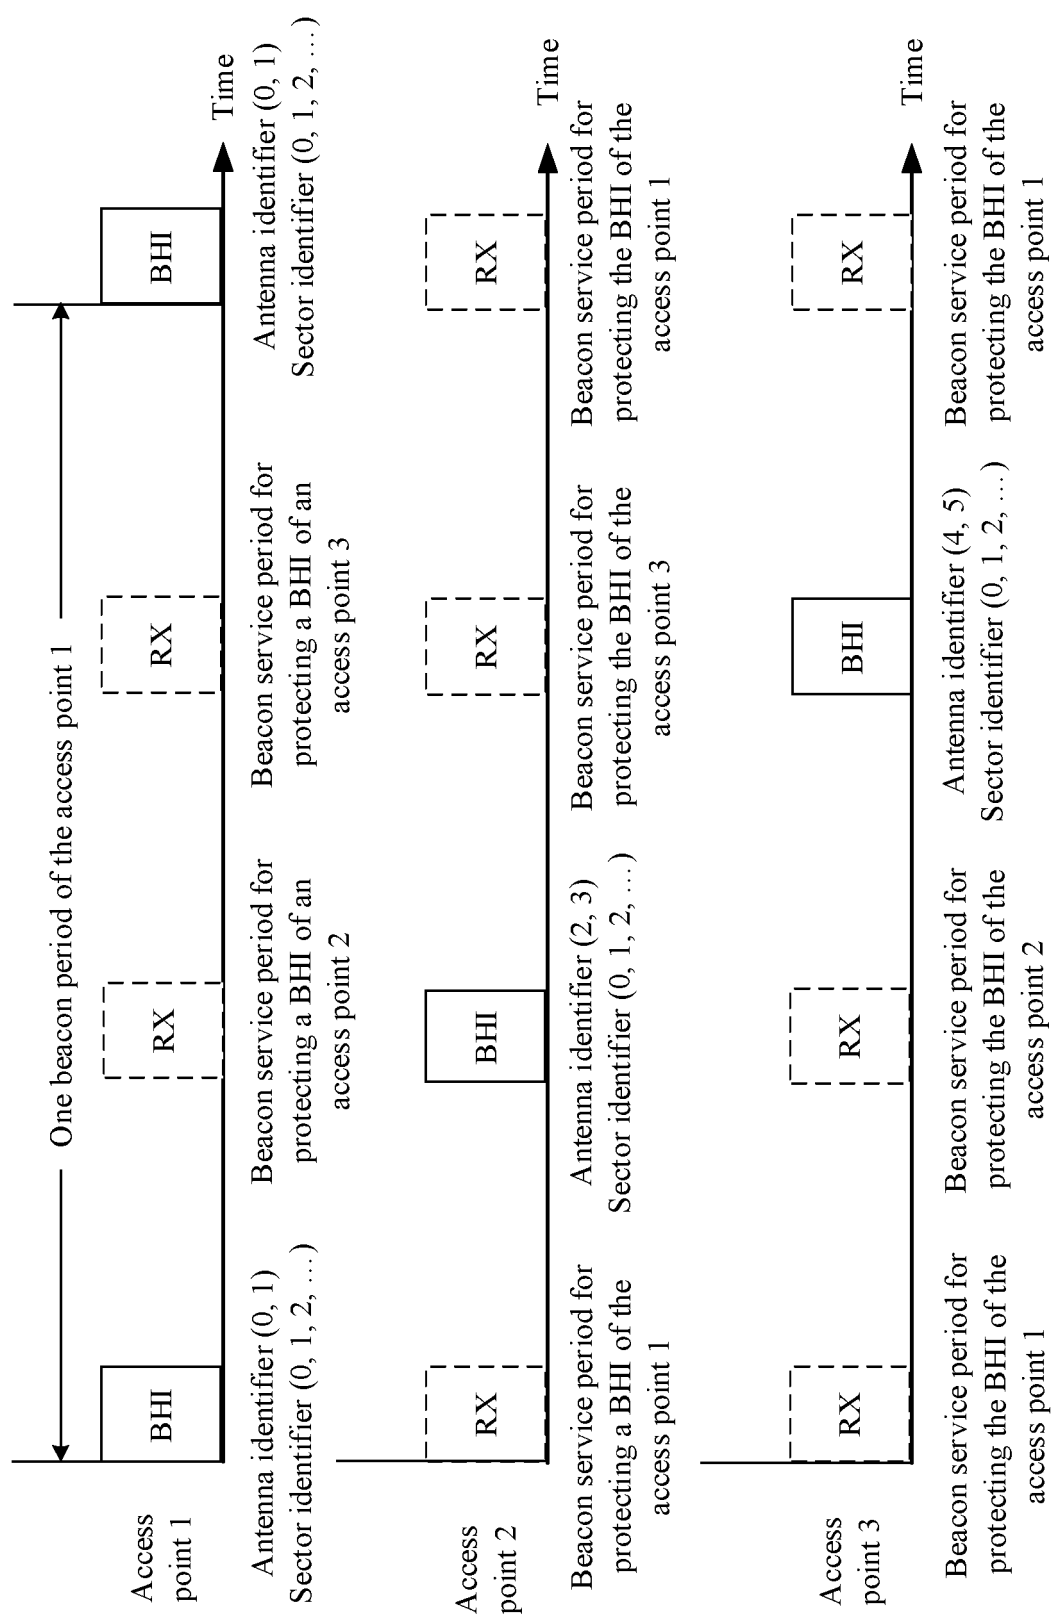 One beacon period of the access point 1
Access
point 1
BHI
RX
RX
BHI
Time
Antenna identifier (0, 1)
Sector identifier (0, 1, 2, …)
Beacon service period for
protecting a BHI of an
access point 2
Beacon service period for
protecting a BHI of an
access point 3
Antenna identifier (0, 1)
Sector identifier (0, 1, 2, …)
Access
point 2
RX
BHI
RX
RX
Time
Beacon service period for
protecting a BHI of the
access point 1
Antenna identifier (2, 3)
Sector identifier (0, 1, 2, …)
Beacon service period for
protecting the BHI of the
access point 3
Beacon service period for
protecting the BHI of the
access point 1
Access
point 3
RX
RX
BHI
RX
Time
Beacon service period for
protecting the BHI of the
access point 1
Beacon service period for
protecting the BHI of the
access point 2
Antenna identifier (4, 5)
Sector identifier (0, 1, 2, …)
Beacon service period for
protecting the BHI of the
access point 1